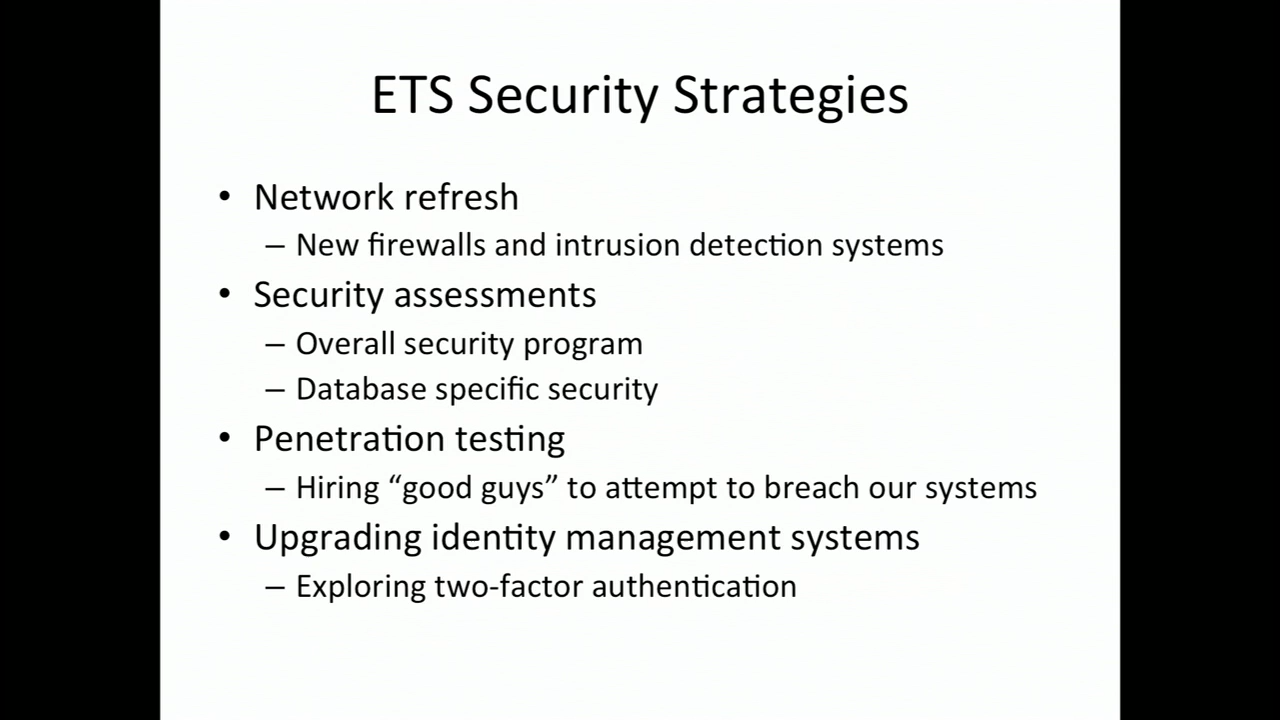 ETS Security Strategies
• Network refresh
– New firewalls and intrusion detection systems
• Security assessments
– Overall security program
– Database specific security
• Penetration testing
– Hiring “good guys” to attempt to breach our systems
• Upgrading identity management systems
– Exploring two-factor authentication